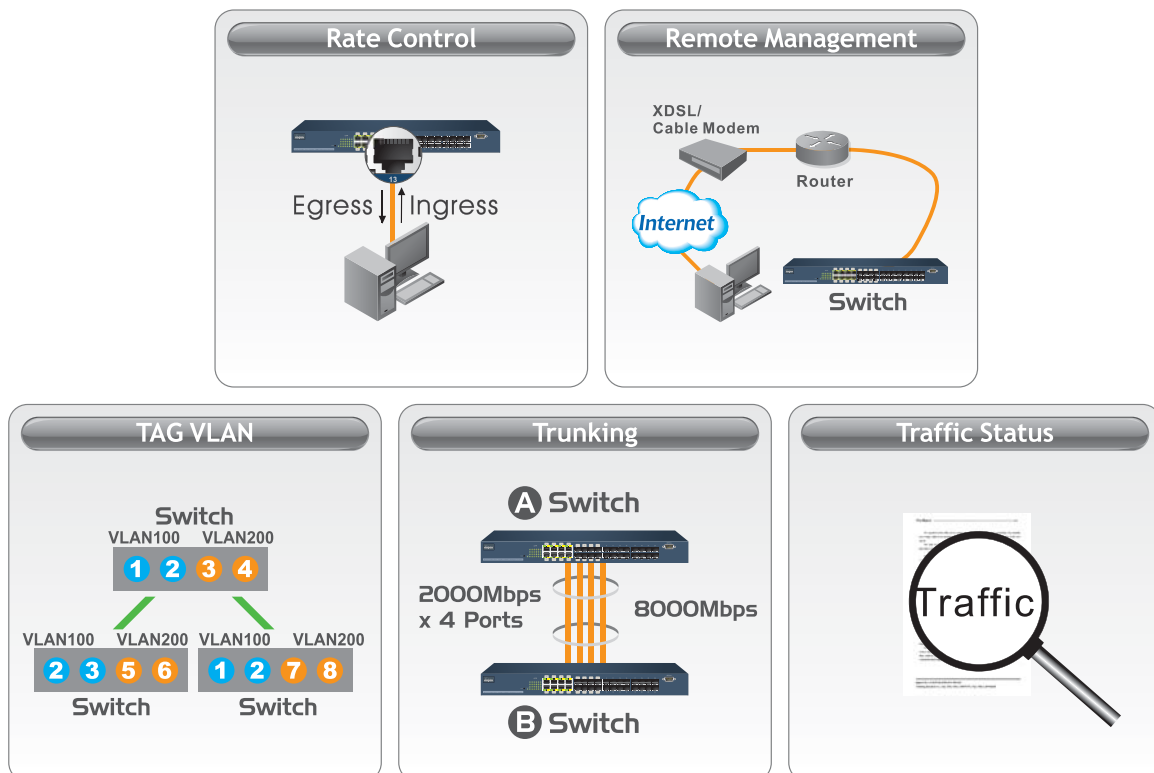 Rate Control
13
Egress
Ingress
Remote Management
XDSL/
Cable Modem
Router
Internet
Switch
TAG VLAN
Switch
VLAN100 VLAN200
1 2 3 4
VLAN100 VLAN200
2 3 5 6
Switch
VLAN100 VLAN200
1 2 7 8
Switch
Trunking
A Switch
2000Mbps
x 4 Ports
8000Mbps
B Switch
Traffic Status
Traffic